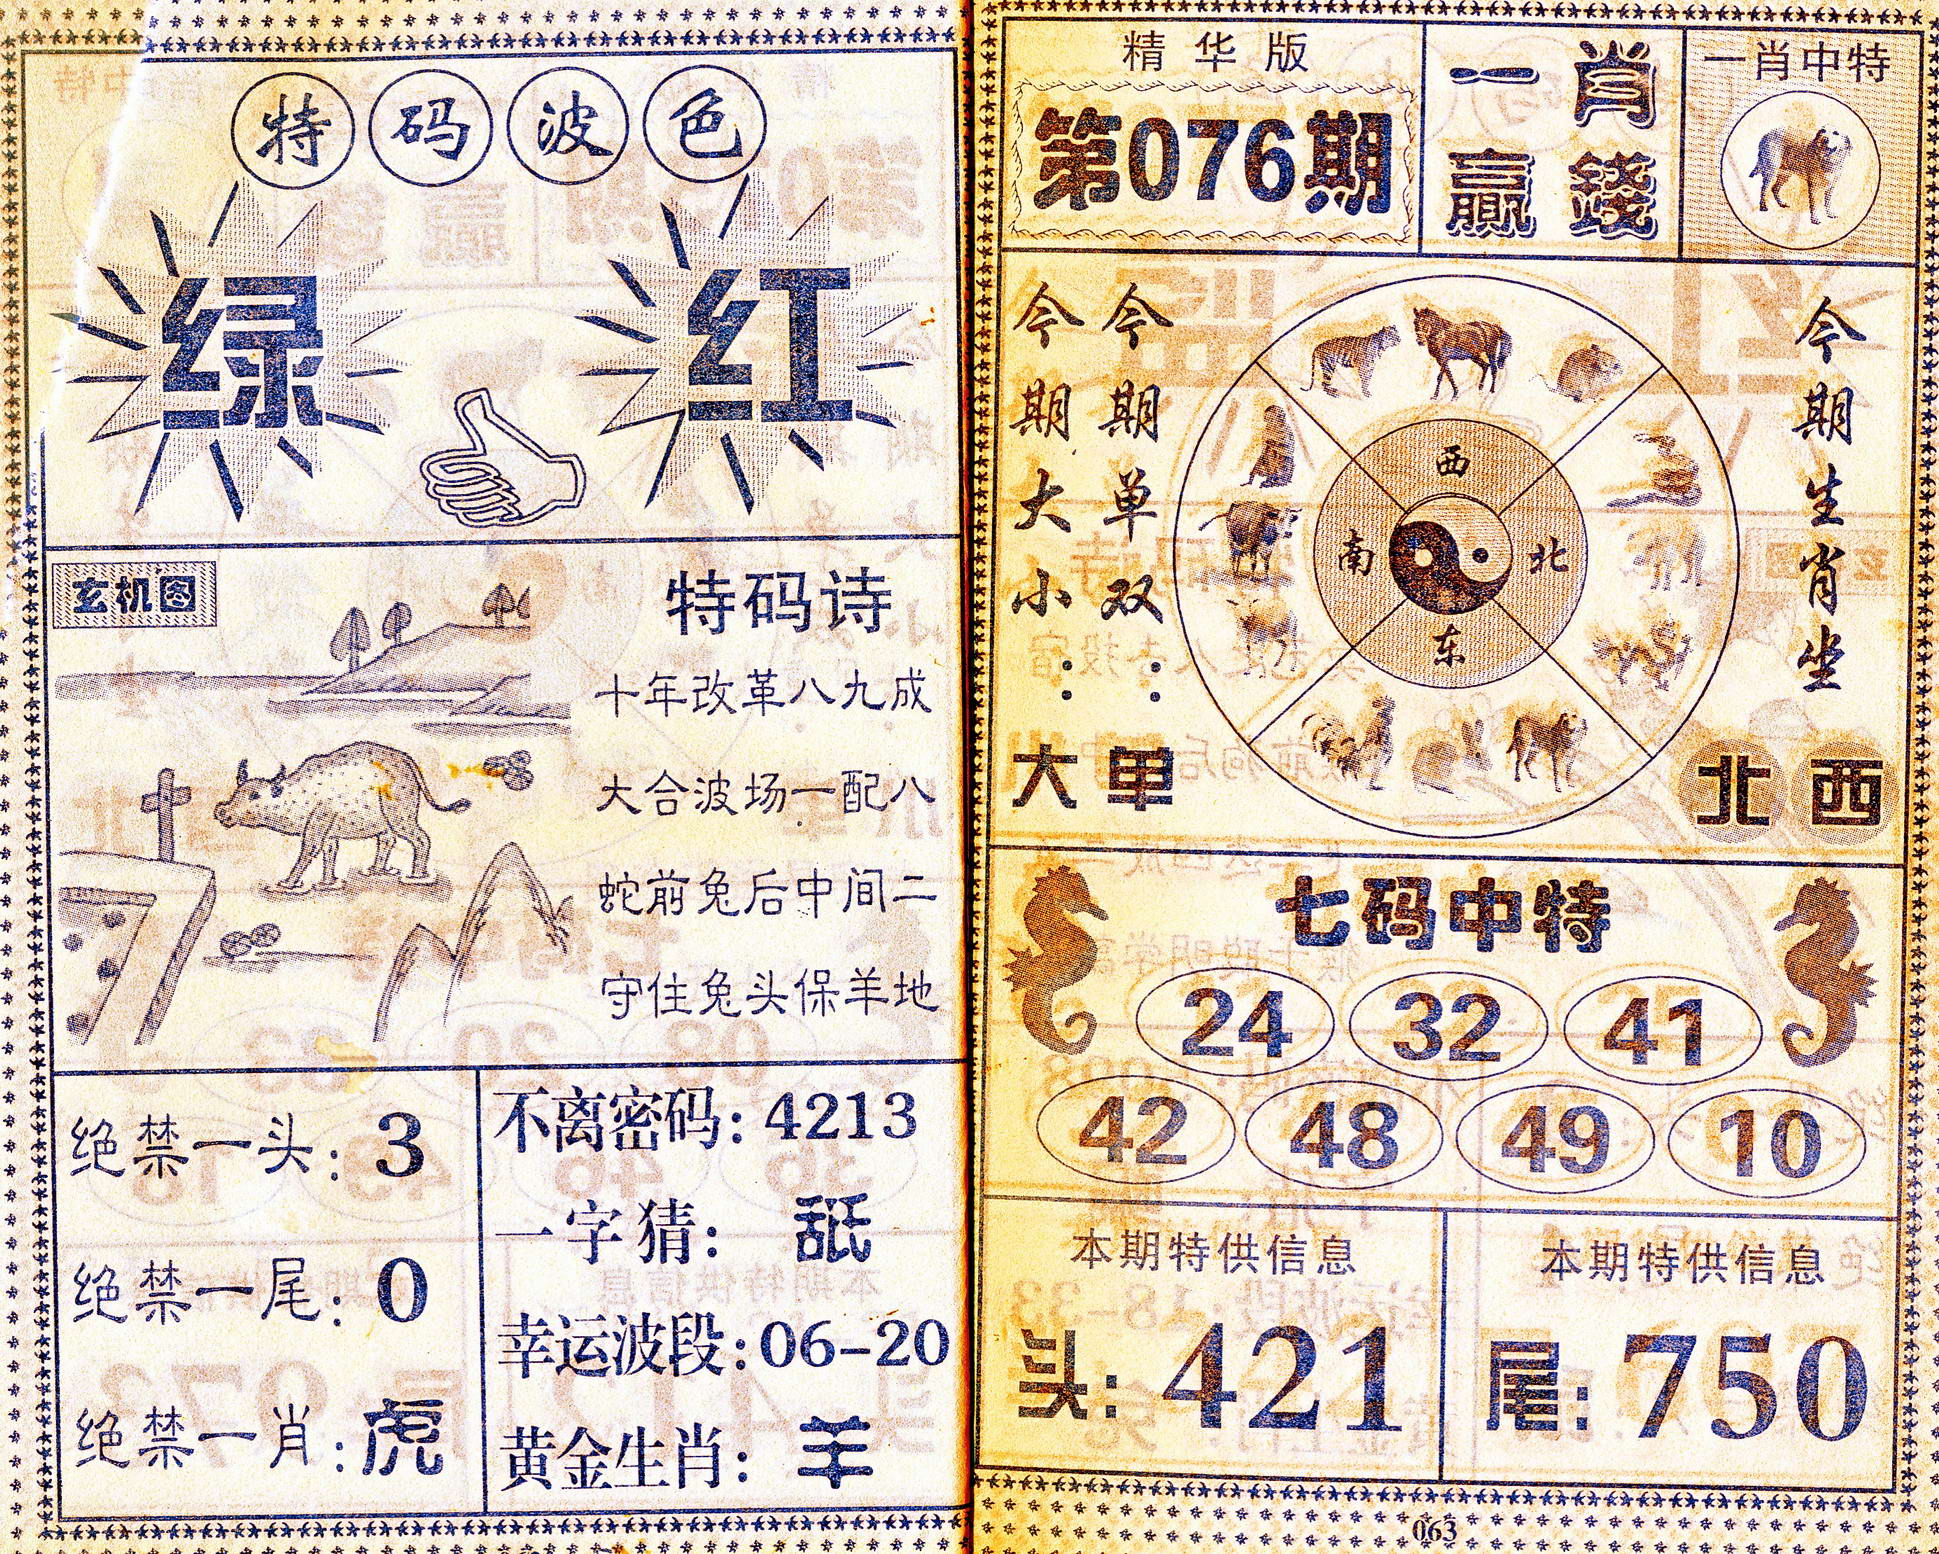 特码波色
绿 红
玄机图
特码诗
十年改革八九成
大合波场一配八
蛇前兔后中间二
守住兔头保羊地
绝禁一头:3
绝禁一尾:0
绝禁一肖:虎
不离密码:4213
一字猜:舐
幸运波段:06-20
黄金生肖:羊
精华版
第076期
一肖
赢錢
一肖中特
今期大小:大
今期单双:单
西
南 北
东
今期生肖坐
北西
七码中特
24 32 41
42 48 49 10
本期特供信息
头:421
本期特供信息
尾:750
063